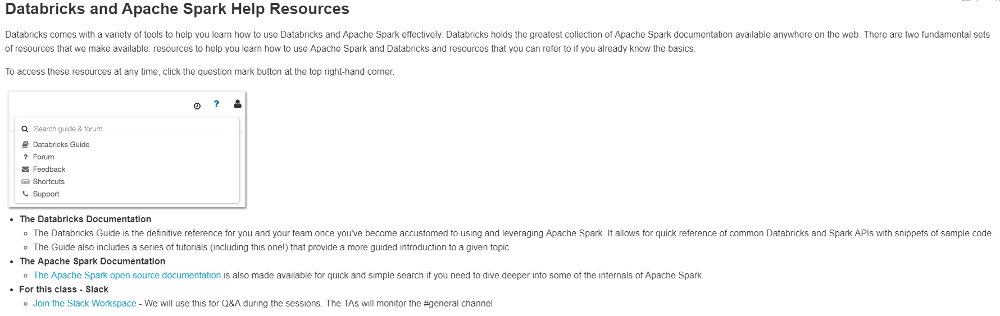 Databricks and Apache Spark Help Resources
Databricks comes with a variety of tools to help you learn how to use Databricks and Apache Spark effectively. Databricks holds the greatest collection of Apache Spark documentation available anywhere on the web. There are two fundamental sets
of resources that we make available: resources to help you learn how to use Apache Spark and Databricks and resources that you can refer to if you already know the basics.
To access these resources at any time, click the question mark button at the top right-hand corner.
?
Search guide & forum
Databricks Guide
? Forum
Feedback
Shortcuts
Support
• The Databricks Documentation
◦ The Databricks Guide is the definitive reference for you and your team once you've become accustomed to using and leveraging Apache Spark. It allows for quick reference of common Databricks and Spark APIs with snippets of sample code.
◦ The Guide also includes a series of tutorials (including this one!) that provide a more guided introduction to a given topic.
• The Apache Spark Documentation
◦ The Apache Spark open source documentation is also made available for quick and simple search if you need to dive deeper into some of the internals of Apache Spark.
• For this class - Slack
◦ Join the Slack Workspace - We will use this for Q&A during the sessions. The TAs will monitor the #general channel